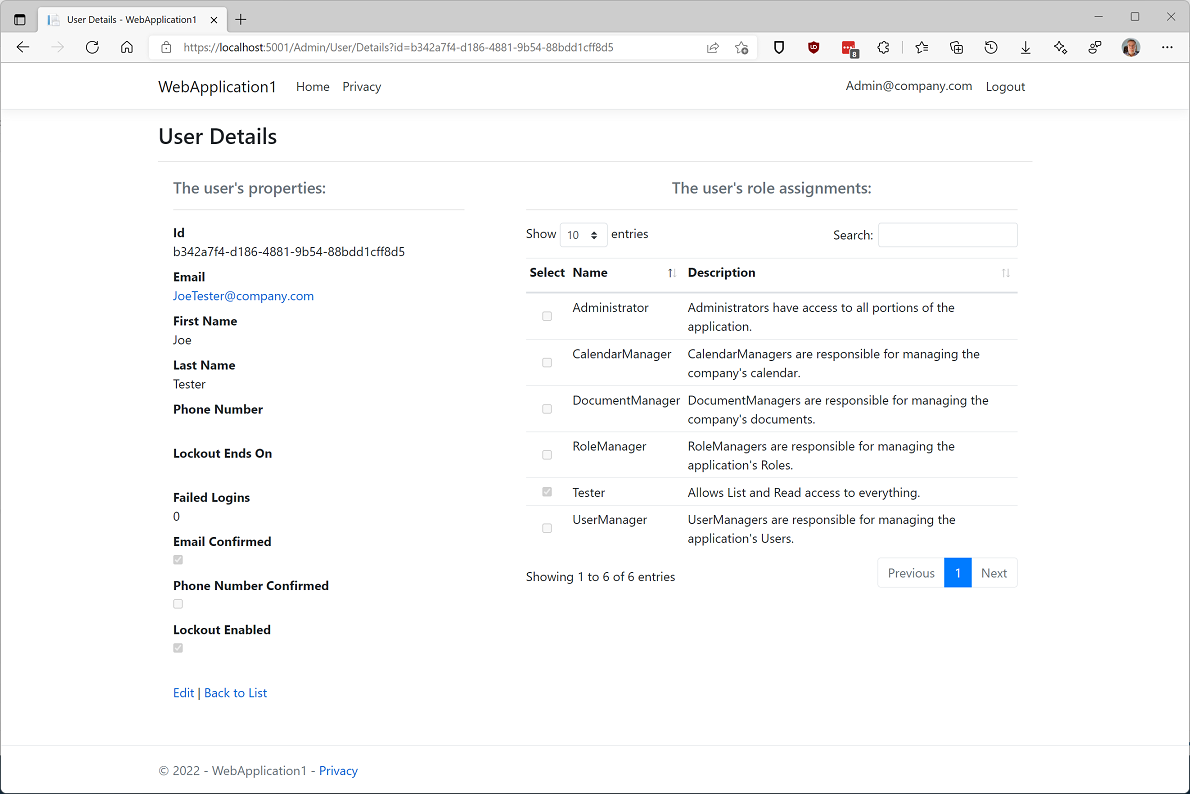 User Details - WebApplication1
https://localhost:5001/Admin/User/Details?id=b342a7f4-d186-4881-9b54-88bdd1cff8d5
8
WebApplication1 Home Privacy Admin@company.com Logout
User Details
The user's properties:
Id
b342a7f4-d186-4881-9b54-88bdd1cff8d5
Email
JoeTester@company.com
First Name
Joe
Last Name
Tester
Phone Number
Lockout Ends On
Failed Logins
0
Email Confirmed
Phone Number Confirmed
Lockout Enabled
Edit | Back to List
The user's role assignments:
Show 10 entries Search:
Select Name Description
Administrator Administrators have access to all portions of the
application.
CalendarManager CalendarManagers are responsible for managing the
company's calendar.
DocumentManager DocumentManagers are responsible for managing the
company's documents.
RoleManager RoleManagers are responsible for managing the
application's Roles.
Tester Allows List and Read access to everything.
UserManager UserManagers are responsible for managing the
application's Users.
Showing 1 to 6 of 6 entries Previous 1 Next
© 2022 - WebApplication1 - Privacy